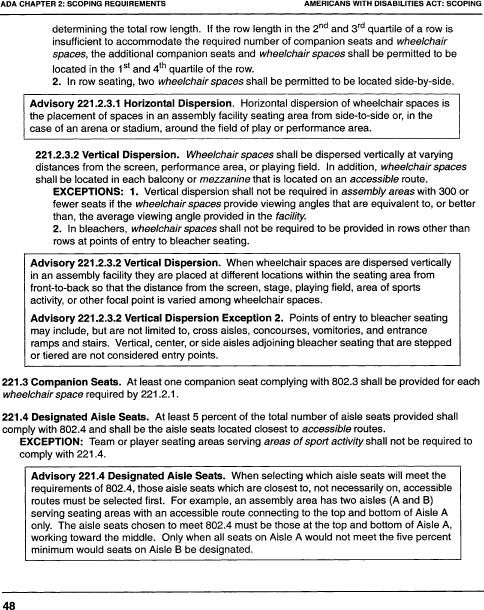 ADA CHAPTER 2: SCOPING REQUIREMENTS AMERICANS WITH DISABILITIES ACT: SCOPING
determining the total row length. If the row length in the 2nd and 3rd quartile of a row is
insufficient to accommodate the required number of companion seats and wheelchair
spaces, the additional companion seats and wheelchair spaces shall be permitted to be
located in the 1st and 4th quartile of the row.
2. In row seating, two wheelchair spaces shall be permitted to be located side-by-side.
Advisory 221.2.3.1 Horizontal Dispersion. Horizontal dispersion of wheelchair spaces is
the placement of spaces in an assembly facility seating area from side-to-side or, in the
case of an arena or stadium, around the field of play or performance area.
221.2.3.2 Vertical Dispersion. Wheelchair spaces shall be dispersed vertically at varying
distances from the screen, performance area, or playing field. In addition, wheelchair spaces
shall be located in each balcony or mezzanine that is located on an accessible route.
EXCEPTIONS: 1. Vertical dispersion shall not be required in assembly areas with 300 or
fewer seats if the wheelchair spaces provide viewing angles that are equivalent to, or better
than, the average viewing angle provided in the facility.
2. In bleachers, wheelchair spaces shall not be required to be provided in rows other than
rows at points of entry to bleacher seating.
Advisory 221.2.3.2 Vertical Dispersion. When wheelchair spaces are dispersed vertically
in an assembly facility they are placed at different locations within the seating area from
front-to-back so that the distance from the screen, stage, playing field, area of sports
activity, or other focal point is varied among wheelchair spaces.
Advisory 221.2.3.2 Vertical Dispersion Exception 2. Points of entry to bleacher seating
may include, but are not limited to, cross aisles, concourses, vomitories, and entrance
ramps and stairs. Vertical, center, or side aisles adjoining bleacher seating that are stepped
or tiered are not considered entry points.
221.3 Companion Seats. At least one companion seat complying with 802.3 shall be provided for each
wheelchair space required by 221.2.1.
221.4 Designated Aisle Seats. At least 5 percent of the total number of aisle seats provided shall
comply with 802.4 and shall be the aisle seats located closest to accessible routes.
EXCEPTION: Team or player seating areas serving areas of sport activity shall not be required to
comply with 221.4.
Advisory 221.4 Designated Aisle Seats. When selecting which aisle seats will meet the
requirements of 802.4, those aisle seats which are closest to, not necessarily on, accessible
routes must be selected first. For example, an assembly area has two aisles (A and B)
serving seating areas with an accessible route connecting to the top and bottom of Aisle A
only. The aisle seats chosen to meet 802.4 must be those at the top and bottom of Aisle A,
working toward the middle. Only when all seats on Aisle A would not meet the five percent
minimum would seats on Aisle B be designated.
48